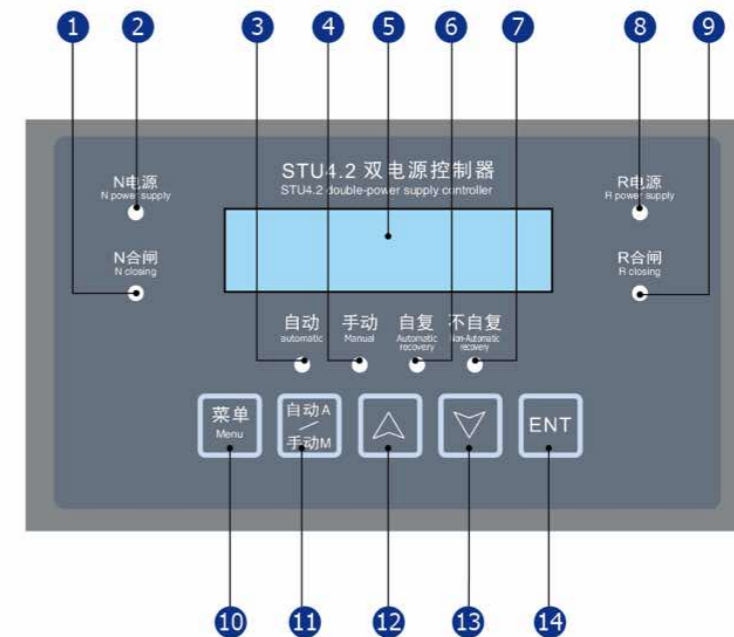 1 2 3 4 5 6 7 8 9
STU4.2 双电源控制器
STU4.2 double-power supply controller
N电源
N power supply
R电源
R power supply
N合闸
N closing
R合闸
R closing
自动
automatic
手动
Manual
自复
Automatic
recovery
不自复
Non-Automatic
recovery
菜单
Menu
自动A
手动M
ENT
10 11 12 13 14